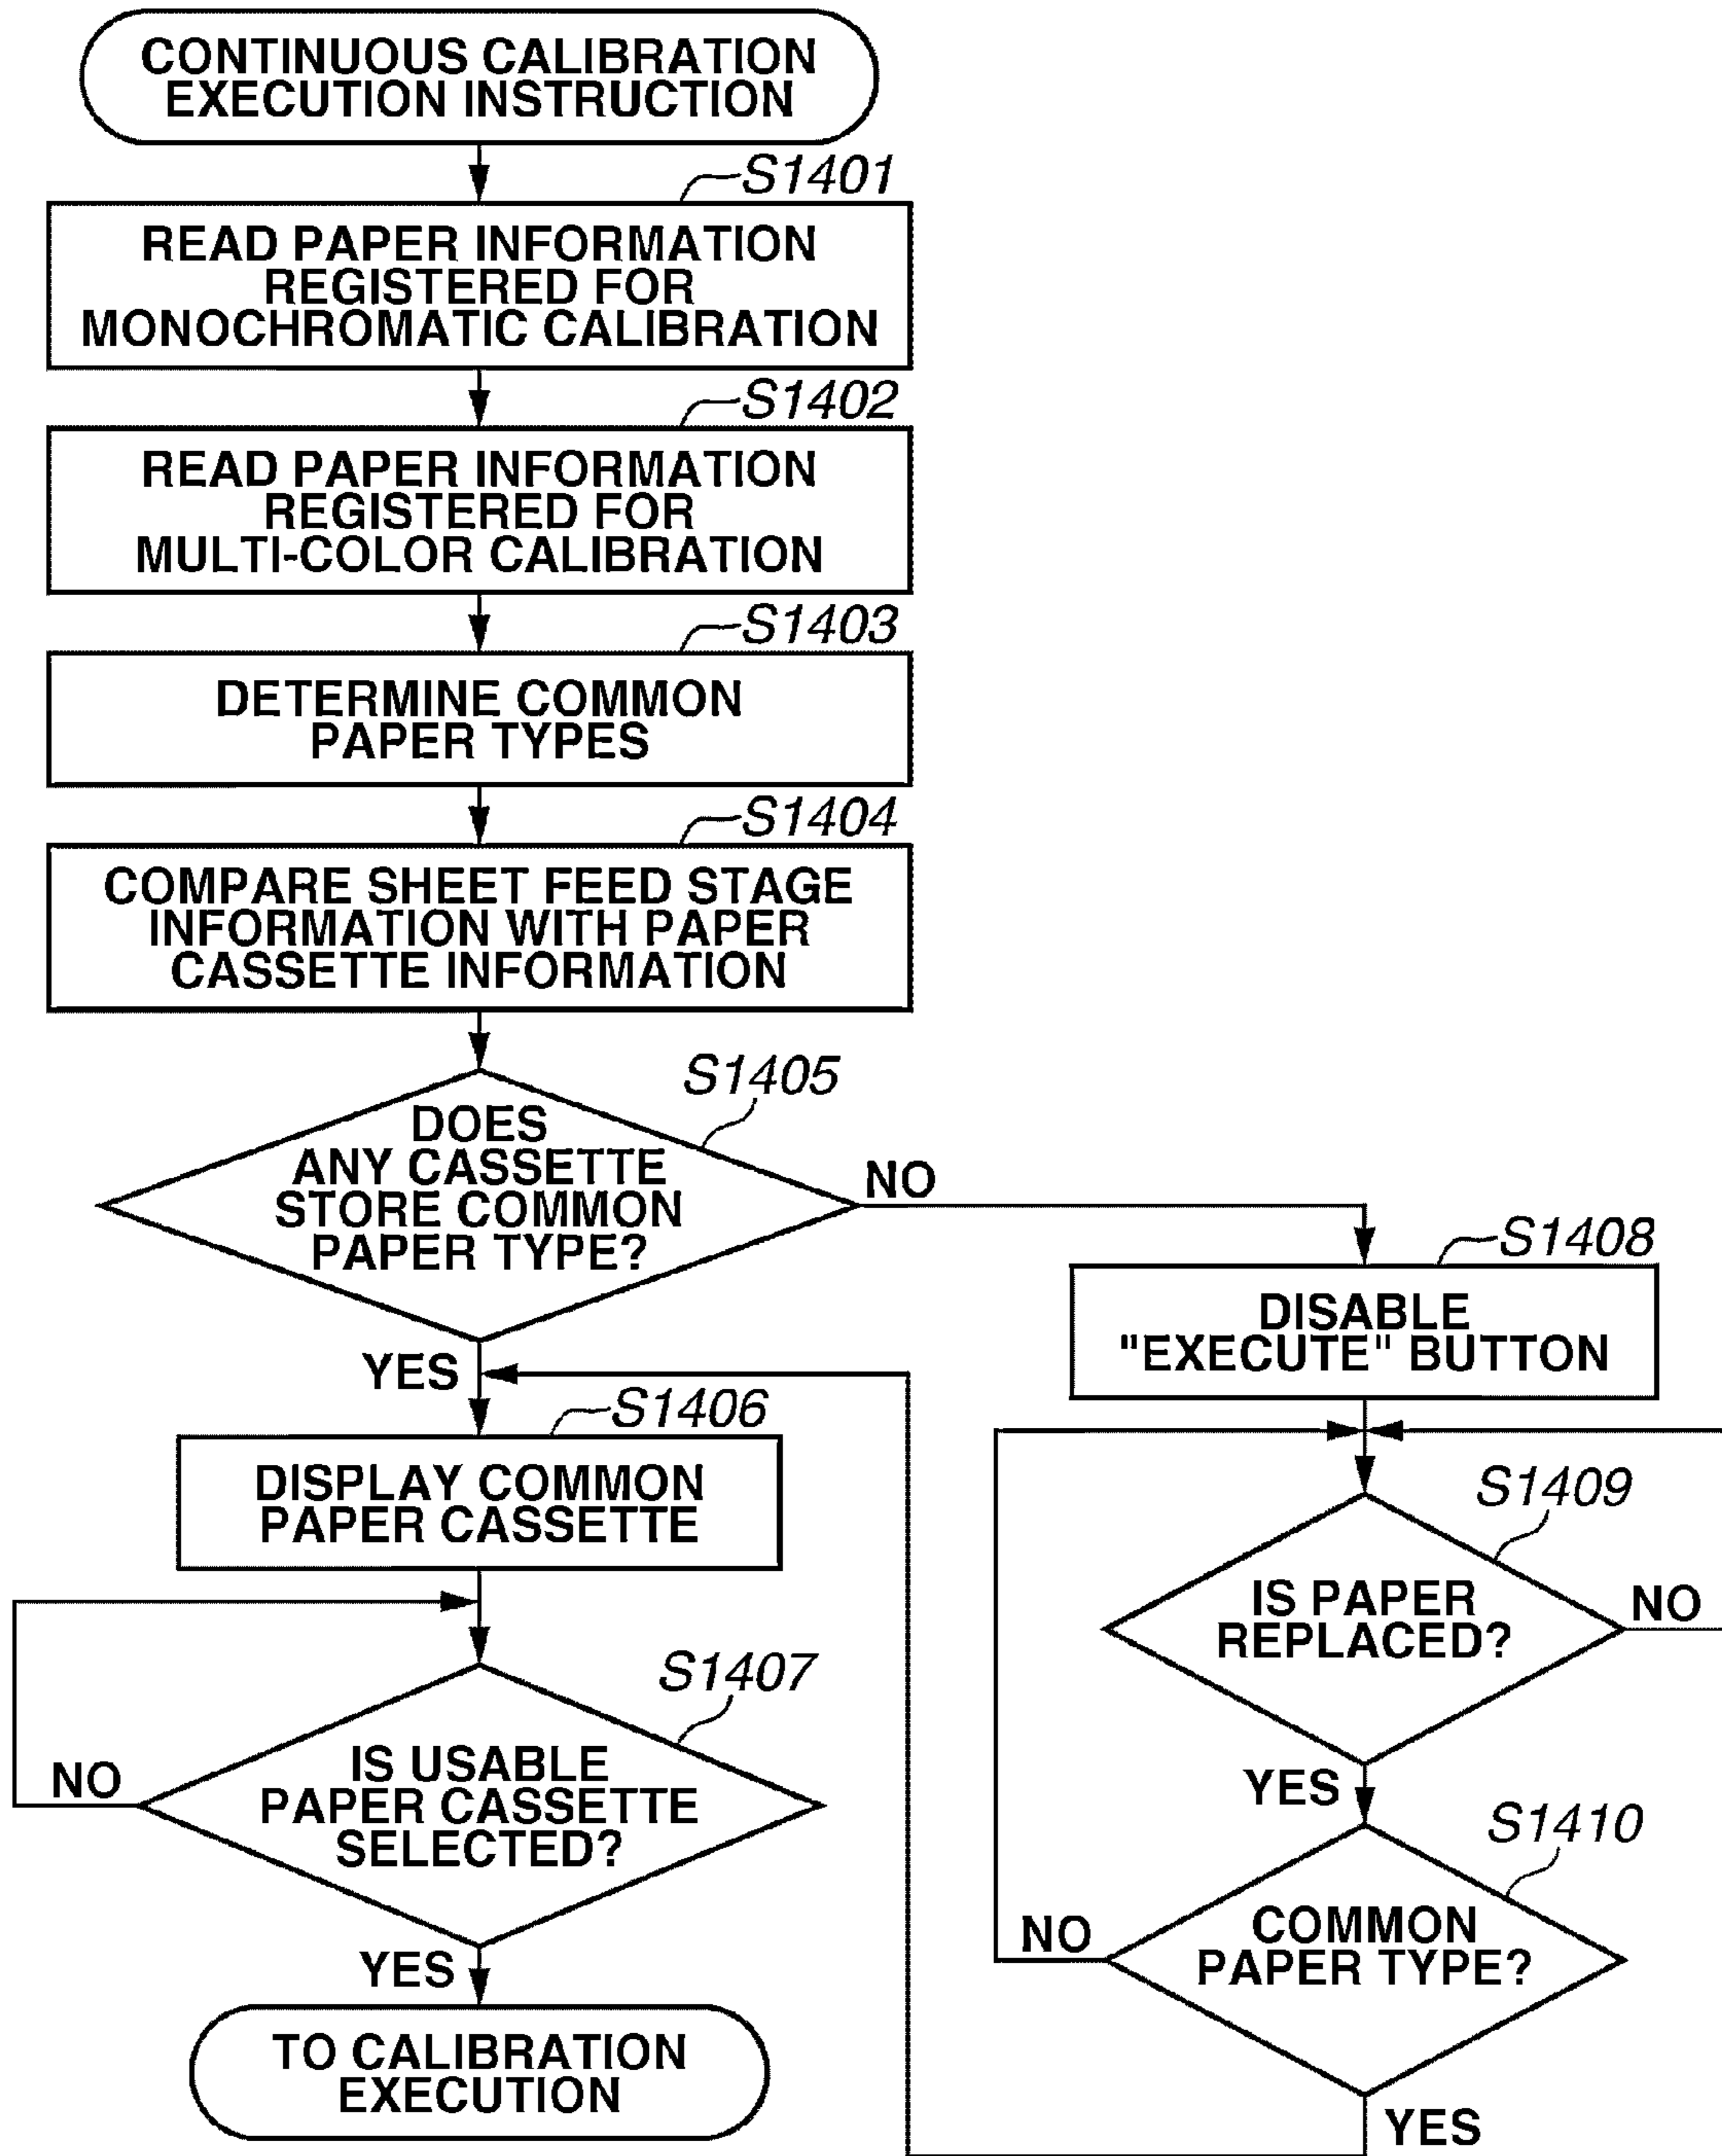 CONTINUOUS CALIBRATION
EXECUTION INSTRUCTION
S1401
READ PAPER INFORMATION
REGISTERED FOR
MONOCHROMATIC CALIBRATION
S1402
READ PAPER INFORMATION
REGISTERED FOR
MULTI-COLOR CALIBRATION
S1403
DETERMINE COMMON
PAPER TYPES
S1404
COMPARE SHEET FEED STAGE
INFORMATION WITH PAPER
CASSETTE INFORMATION
S1405
DOES
ANY CASSETTE
STORE COMMON
PAPER TYPE?
NO
YES
S1406
DISPLAY COMMON
PAPER CASSETTE
S1407
IS USABLE
PAPER CASSETTE
SELECTED?
NO
YES
TO CALIBRATION
EXECUTION
S1408
DISABLE
"EXECUTE" BUTTON
S1409
IS PAPER
REPLACED?
NO
YES
S1410
COMMON
PAPER TYPE?
NO
YES